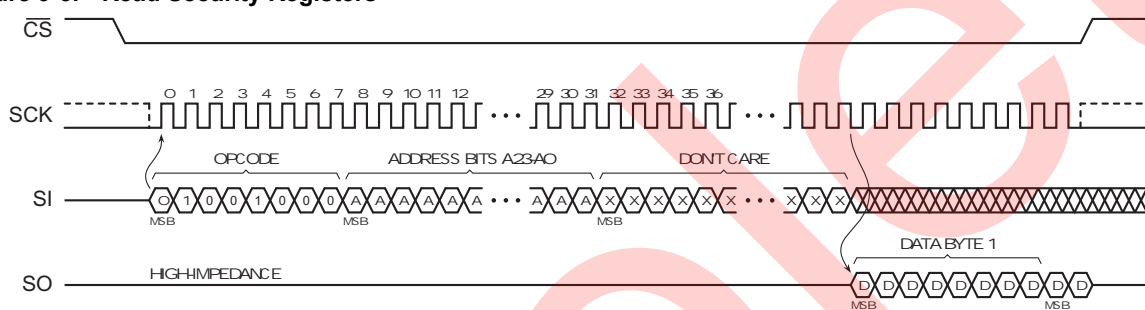 Read Security Registers
CS
0 1 2 3 4 5 6 7 8 9 10 11 12 29 30 31 32 33 34 35 36
SCK
OPCODE ADDRESS BITS A23-A0 DON'T CARE
SI 0 1 0 0 1 0 0 0 A A A A A A ••• A A A X X X X X X ••• X X X
MSB MSB MSB
DATA BYTE 1
HIGH-IMPEDANCE
SO D D D D D D D D D D
MSB MSB